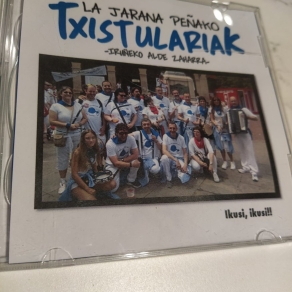 LA JARANA PEÑAKO
TXISTULARIAK
-IRUÑEKO ALDE ZAHARRA-
Ikusi, ikusi!!